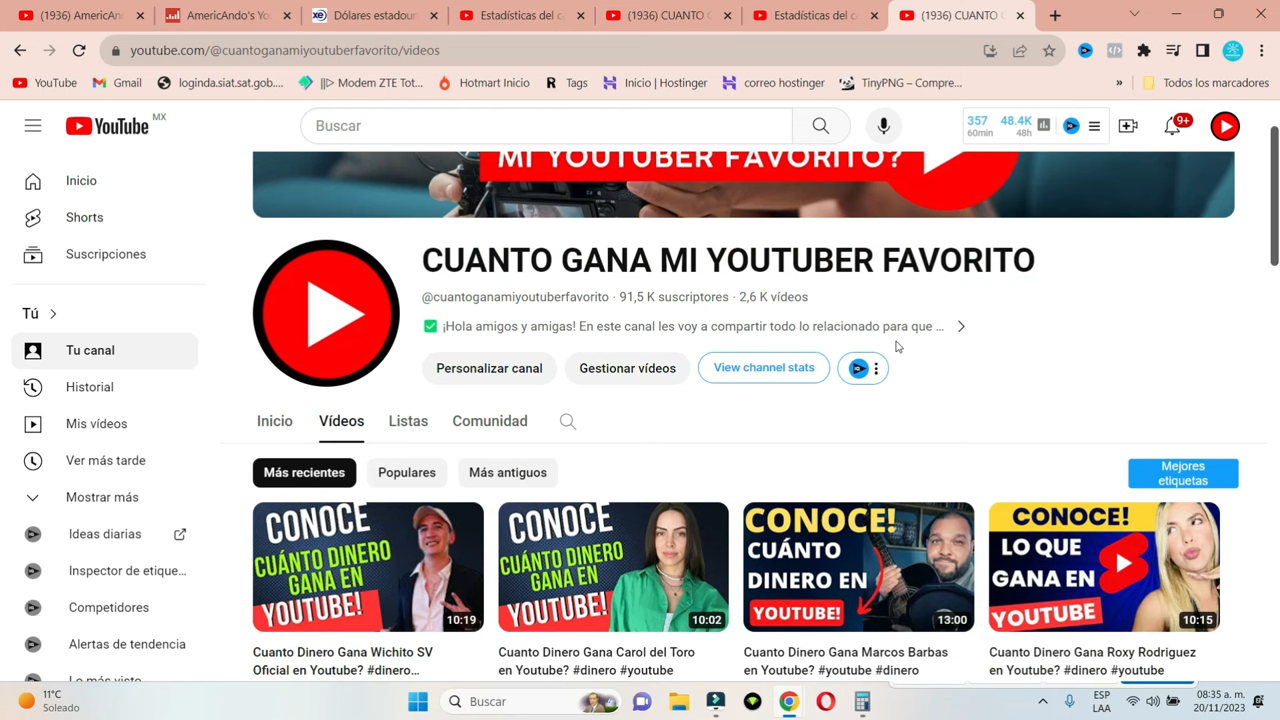 (1936) AmericAnd
AmericAndo's Yo
Dólares estadour
Estadísticas del c
(1936) CUANTO
Estadísticas del c
(1936) CUANTO
youtube.com/@cuantoganamiyoutuberfavorito/videos
YouTube
Gmail
loginda.siat.sat.gob....
||▷ Modem ZTE Tot...
Hotmart Inicio
R Tags
Inicio | Hostinger
correo hostinger
TinyPNG – Compre...
»
Todos los marcadores
YouTube MX
Buscar
357
60min
48.4K
48h
9+
MI YOUTUBER FAVORITO?
Inicio
Shorts
Suscripciones
Tú
Tu canal
Historial
Mis vídeos
Ver más tarde
Mostrar más
Ideas diarias
Inspector de etique...
Competidores
Alertas de tendencia
Lo más visto
CUANTO GANA MI YOUTUBER FAVORITO
@cuantoganamiyoutuberfavorito · 91,5 K suscriptores · 2,6 K vídeos
¡Hola amigos y amigas! En este canal les voy a compartir todo lo relacionado para que ...
Personalizar canal
Gestionar vídeos
View channel stats
Inicio
Vídeos
Listas
Comunidad
Más recientes
Populares
Más antiguos
Mejores
etiquetas
CONOCE
CUÁNTO DINERO
GANA EN
YOUTUBE!
10:19
CONOCE
CUÁNTO DINERO
GANA EN
YOUTUBE!
10:02
CONOCE!
CUÁNTO
DINERO EN
YOUTUBE!
13:00
CONOCE!
LO QUE
GANA EN
YOUTUBE
10:15
Cuanto Dinero Gana Wichito SV
Oficial en Youtube? #dinero...
Cuanto Dinero Gana Carol del Toro
en Youtube? #dinero #youtube
Cuanto Dinero Gana Marcos Barbas
en Youtube? #youtube #dinero
Cuanto Dinero Gana Roxy Rodriguez
en Youtube? #dinero #youtube
11°C
Soleado
Buscar
ESP
LAA
08:35 a. m.
20/11/2023